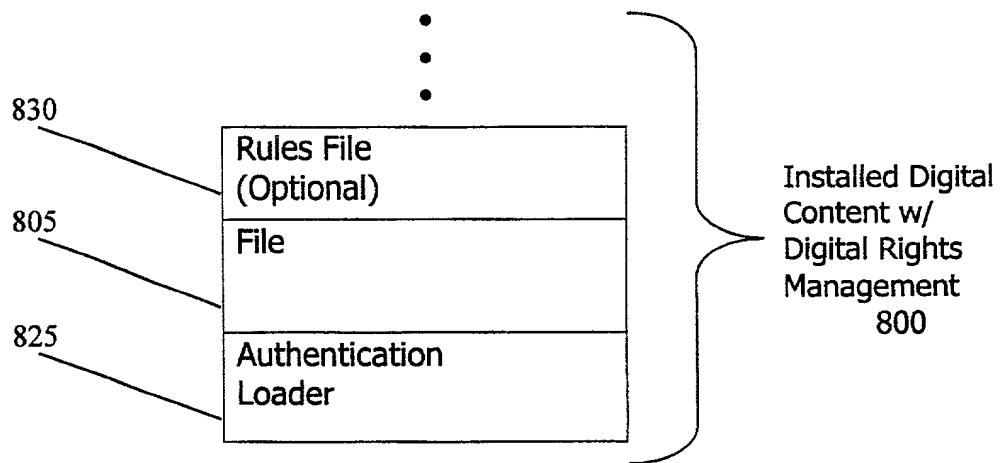 830
Rules File
(Optional)
805
File
825
Authentication
Loader
Installed Digital
Content w/
Digital Rights
Management
800